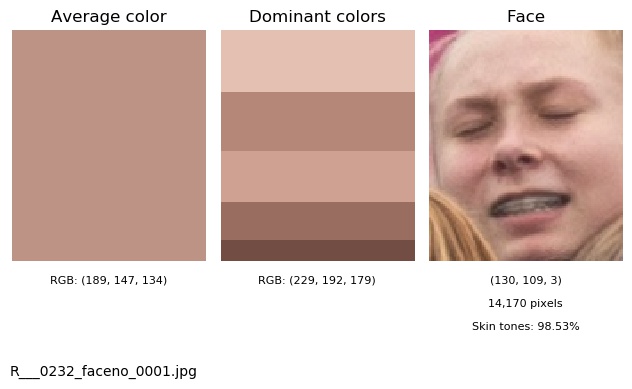 Average color
Dominant colors
Face
RGB: (189, 147, 134)
RGB: (229, 192, 179)
(130, 109, 3)
14,170 pixels
Skin tones: 98.53%
R___0232_faceno_0001.jpg